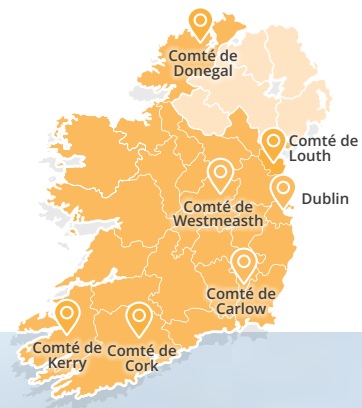 Comté de
Donegal
Comté de
Louth
Dublin
Comté de
Westmeasth
Comté de
Carlow
Comté de
Kerry
Comté de
Cork